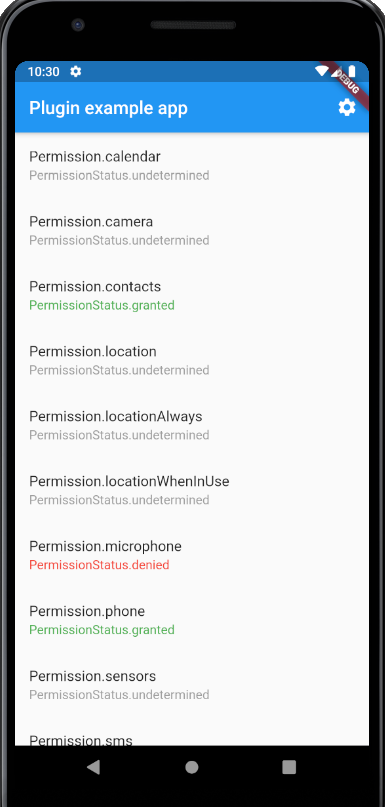 10:30
DEBUG
Plugin example app
Permission.calendar
PermissionStatus.undetermined
Permission.camera
PermissionStatus.undetermined
Permission.contacts
PermissionStatus.granted
Permission.location
PermissionStatus.undetermined
Permission.locationAlways
PermissionStatus.undetermined
Permission.locationWhenInUse
PermissionStatus.undetermined
Permission.microphone
PermissionStatus.denied
Permission.phone
PermissionStatus.granted
Permission.sensors
PermissionStatus.undetermined
Permission.sms